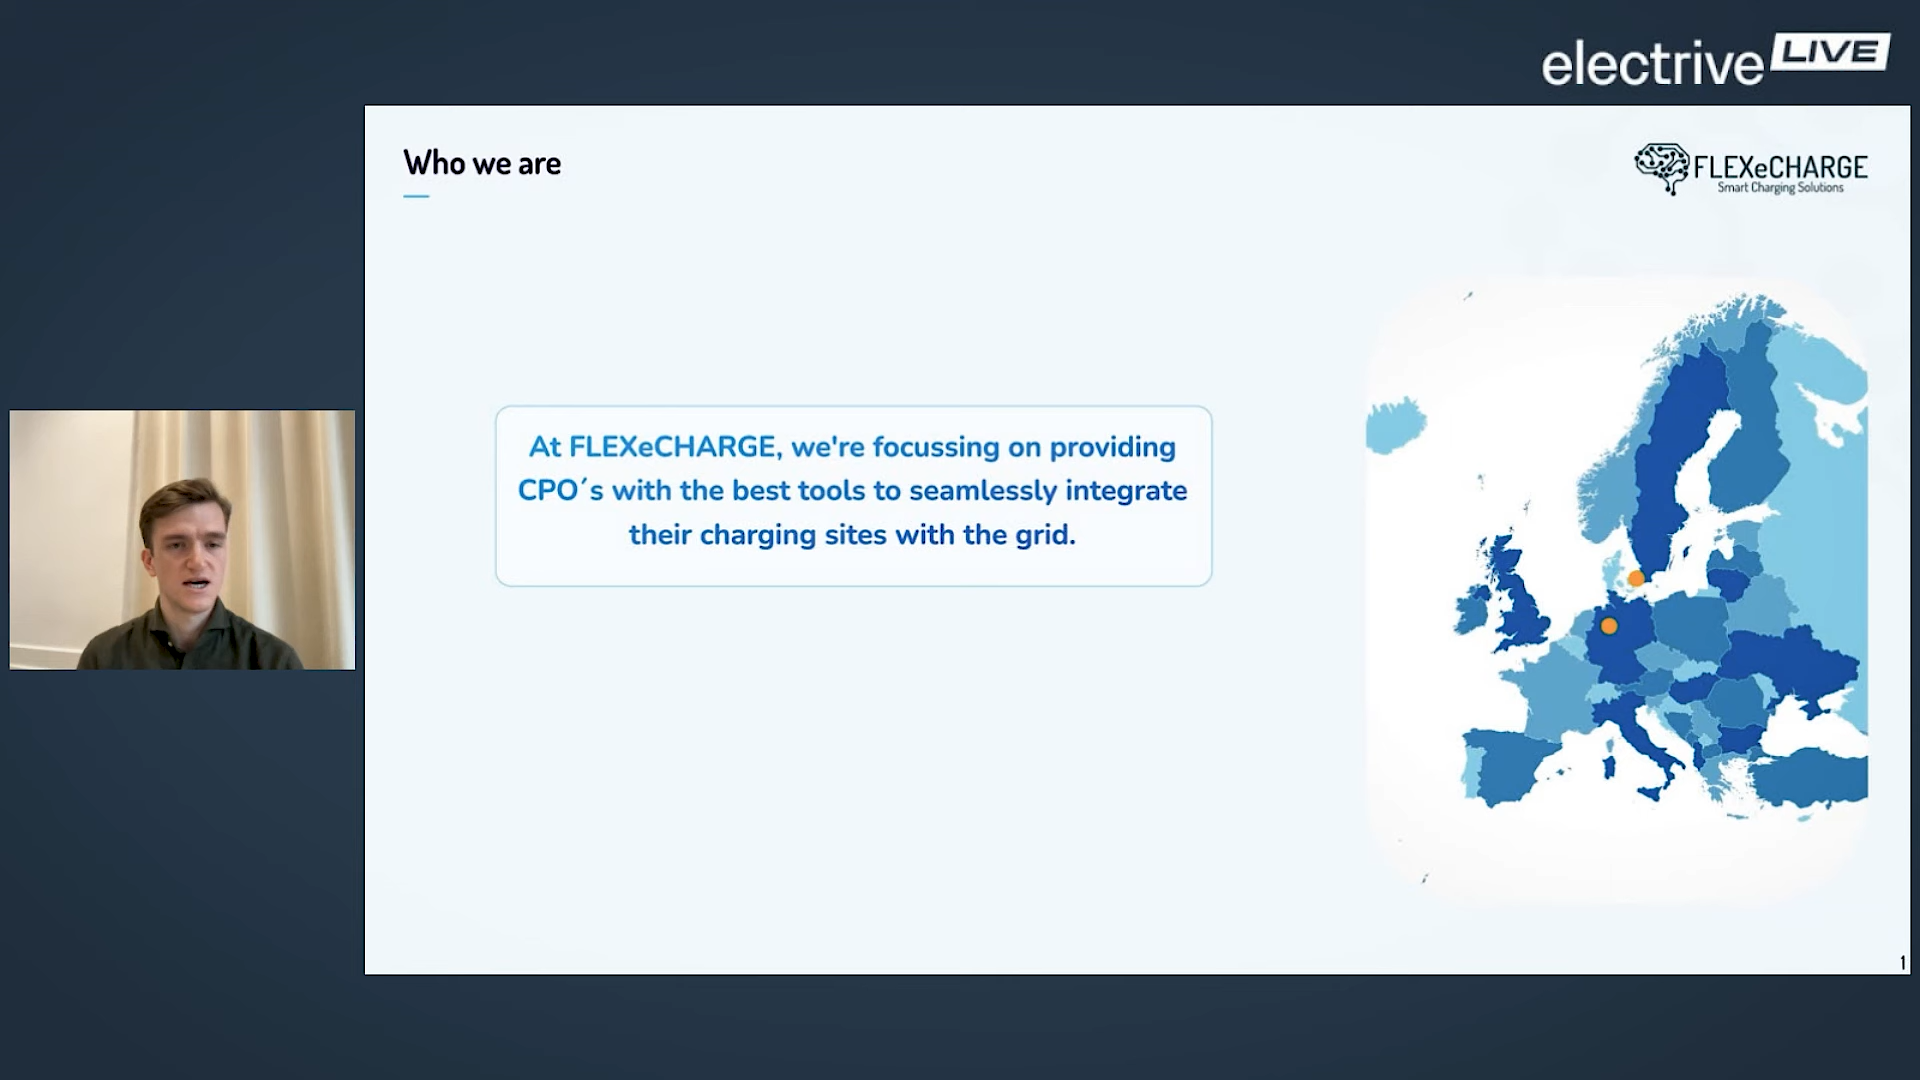 electrive LIVE
Who we are
FLEXeCHARGE
Smart Charging Solutions
At FLEXeCHARGE, we're focussing on providing
CPO´s with the best tools to seamlessly integrate
their charging sites with the grid.
1